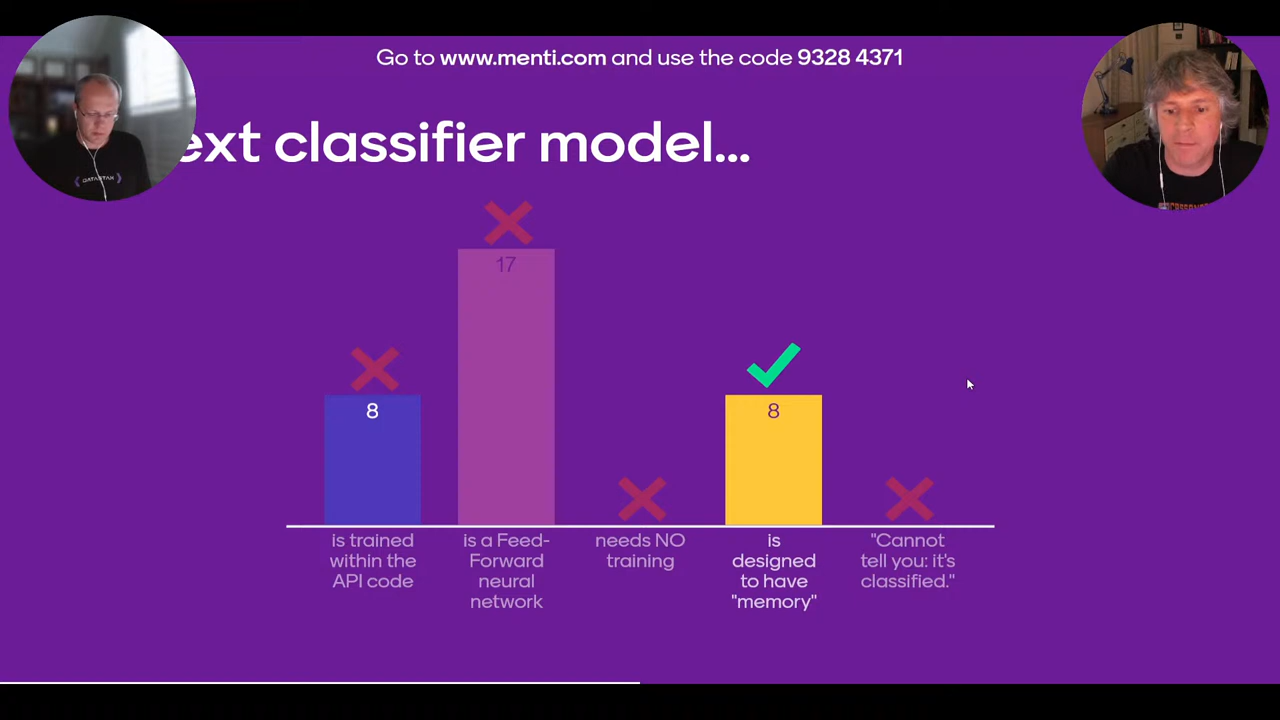 Go to www.menti.com and use the code 9328 4371
ext classifier model...
17
8
8
is trained
within the
API code
is a Feed-
Forward
neural
network
needs NO
training
is
designed
to have
"memory"
"Cannot
tell you: it's
classified."